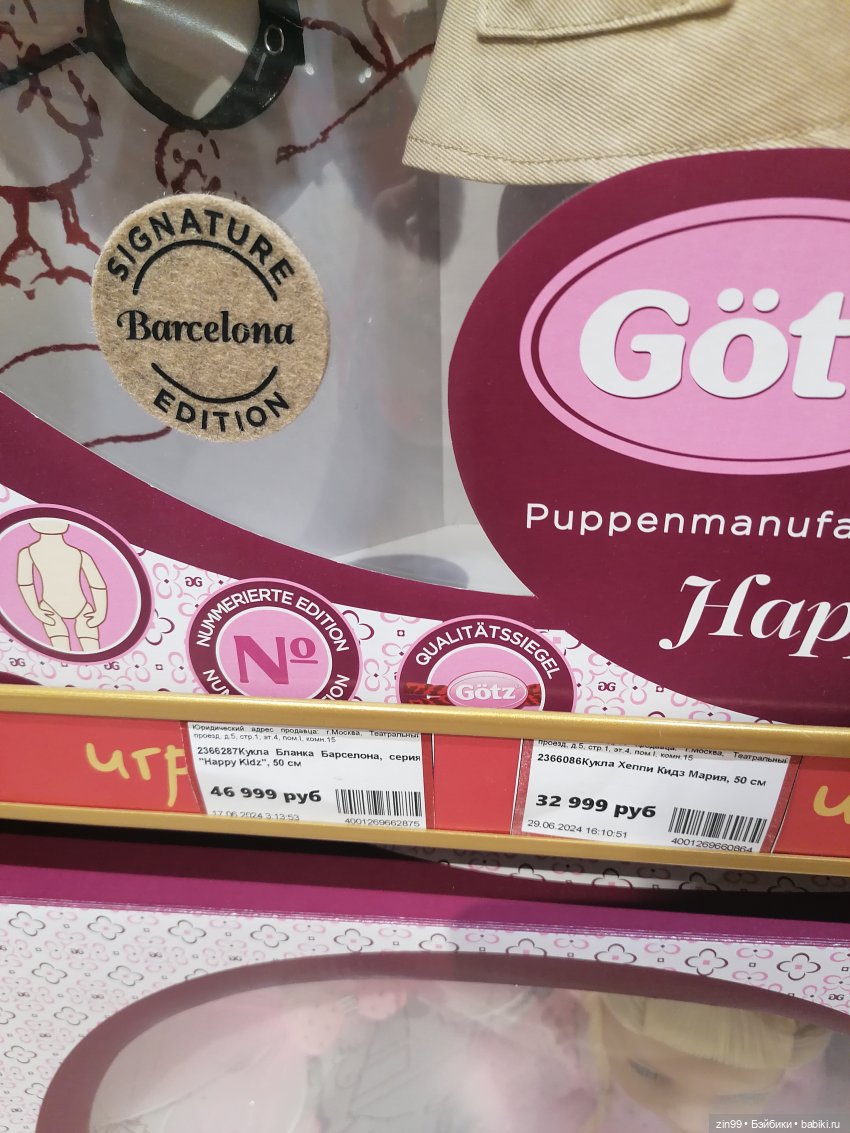 SIGNATURE
Barcelona
EDITION
Göt
Puppenmanufa
Hap
NUMMERIERTE EDITION
Nº
QUALITÄTSSIEGEL
Götz
игр
Юридический адрес продавца: г.Москва, Театральный
проезд, д.5, стр.1, эт.4, пом.I, комн.15
2366287Кукла Бланка Барселона, серия
"Happy Kidz", 50 см
46 999 руб
17.06.2024 3:13:53
4001269662875
проезд, д.5, стр.1, эт.4, пом.I, комн.15
2366086Кукла Хеппи Кидз Мария, 50 см
32 999 руб
29.06.2024 16:10:51
4001269660864
zin99 • Бэйбики • babiki.ru